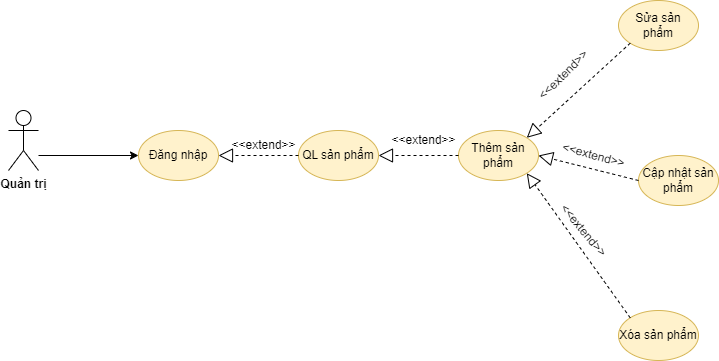 Quản trị
Đăng nhập
<<extend>>
QL sản phẩm
<<extend>>
Thêm sản
phẩm
<<extend>>
Sửa sản
phẩm
<<extend>>
Cập nhật sản
phẩm
<<extend>>
Xóa sản phẩm